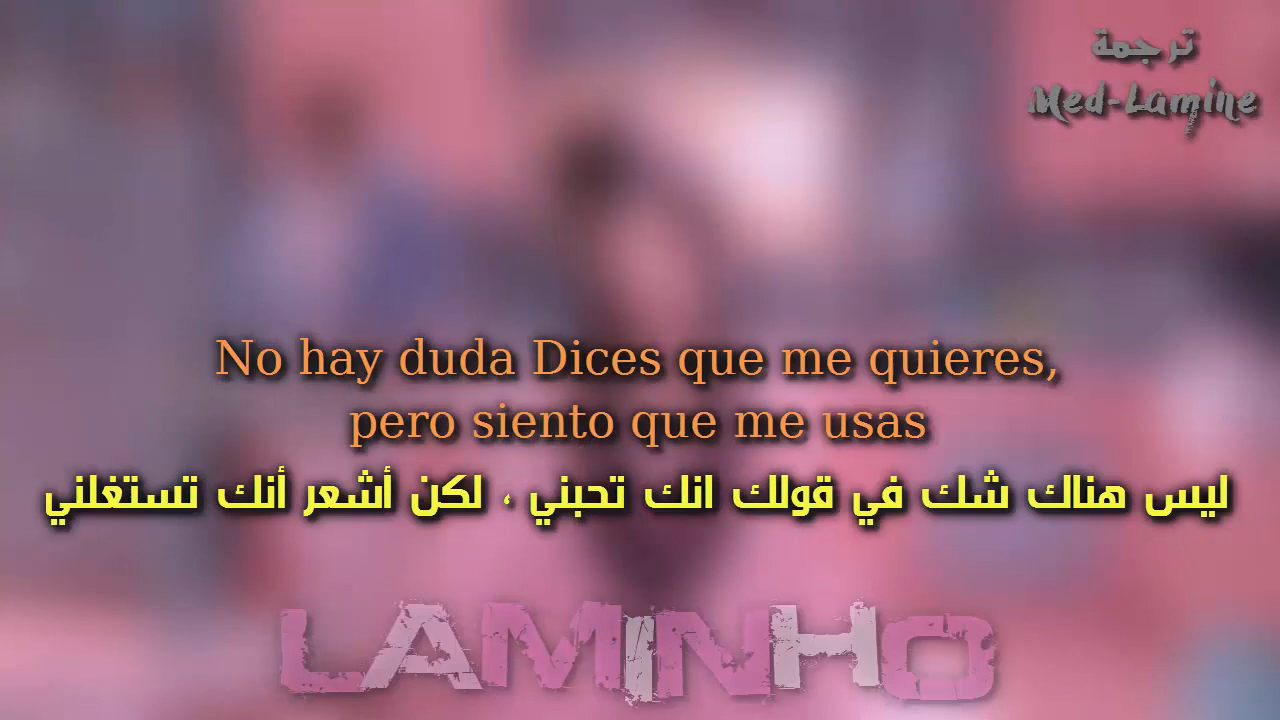 ترجمة
Med-Lamine
No hay duda Dices que me quieres,
pero siento que me usas
ليس هناك شك في قولك انك تحبني ، لكن أشعر أنك تستغلني
LAMINHO